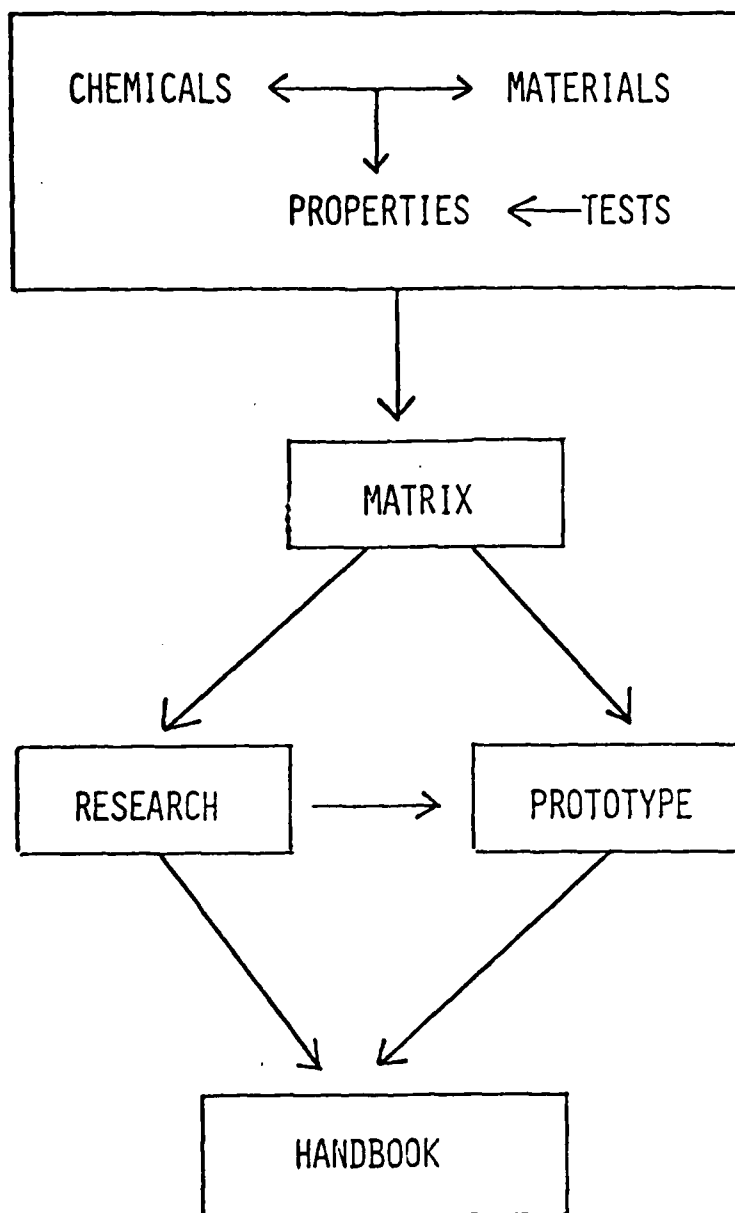 CHEMICALS MATERIALS
PROPERTIES TESTS
MATRIX
RESEARCH PROTOTYPE
HANDBOOK